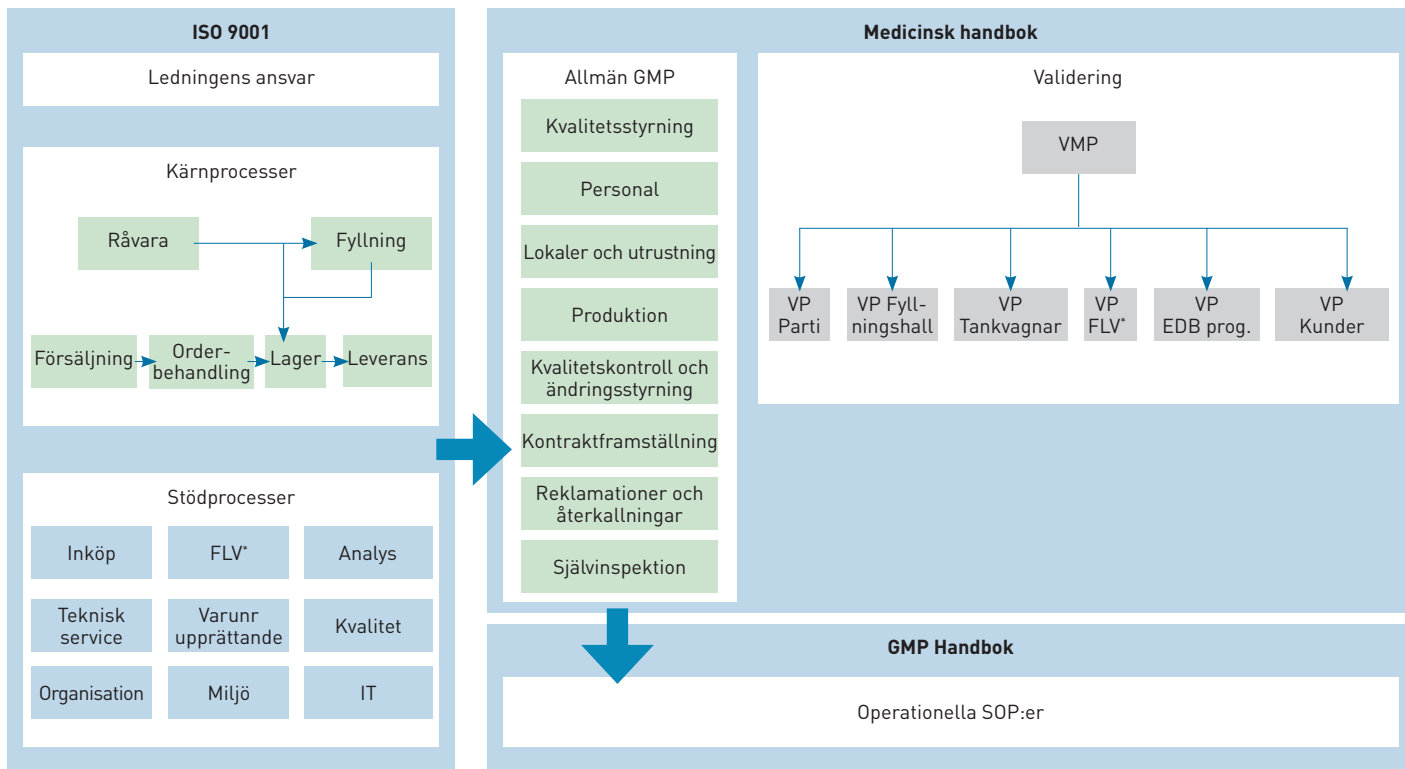 ISO 9001
Ledningens ansvar
Kärnprocesser
Råvara
Fyllning
Försäljning
Order-
behandling
Lager
Leverans
Stödprocesser
Inköp
FLV*
Analys
Teknisk
service
Varunr
upprättande
Kvalitet
Organisation
Miljö
IT
Medicinsk handbok
Allmän GMP
Kvalitetsstyrning
Personal
Lokaler och utrustning
Produktion
Kvalitetskontroll och
ändringsstyrning
Kontraktframställning
Reklamationer och
återkallningar
Självinspektion
Validering
VMP
VP
Parti
VP Fyll-
ningshall
VP
Tankvagnar
VP
FLV*
VP
EDB prog.
VP
Kunder
GMP Handbok
Operationella SOP:er